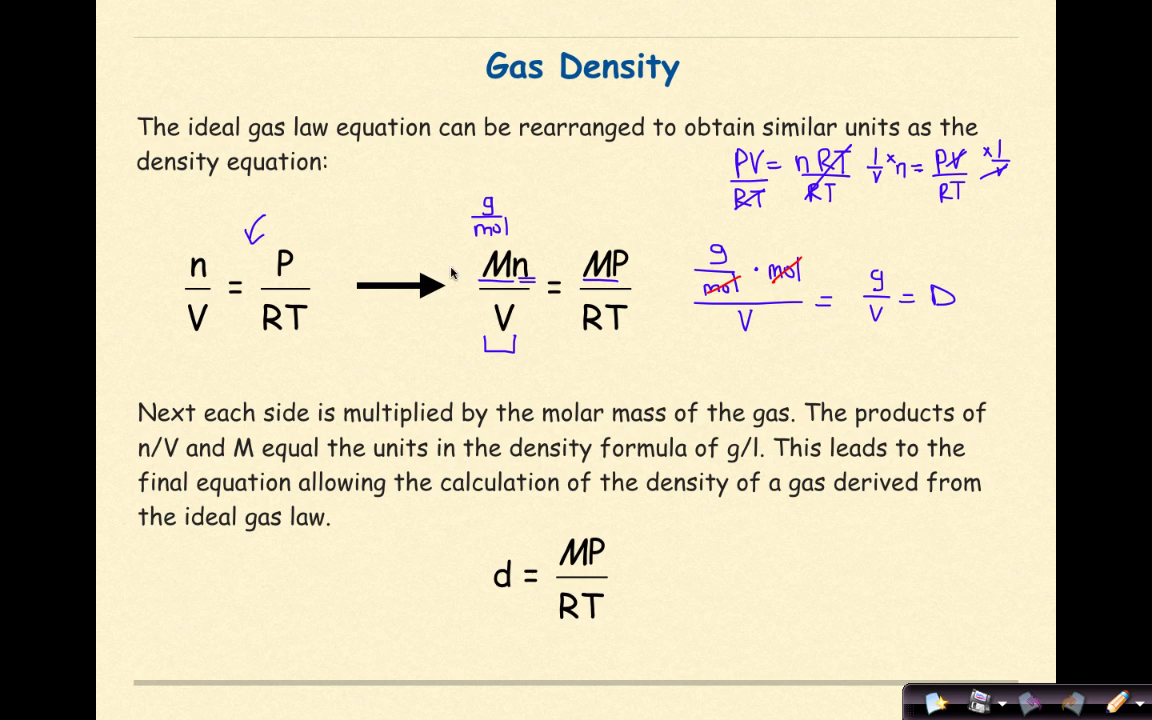 Gas Density
The ideal gas law equation can be rearranged to obtain similar units as the
density equation:
PV/RT = nRT/RT 1/V × n = PV/RT × 1/V
n/V = P/RT
g/mol
Mn/V = MP/RT
g/mol · mol / V = g/V = D
Next each side is multiplied by the molar mass of the gas. The products of
n/V and M equal the units in the density formula of g/l. This leads to the
final equation allowing the calculation of the density of a gas derived from
the ideal gas law.
d = MP/RT